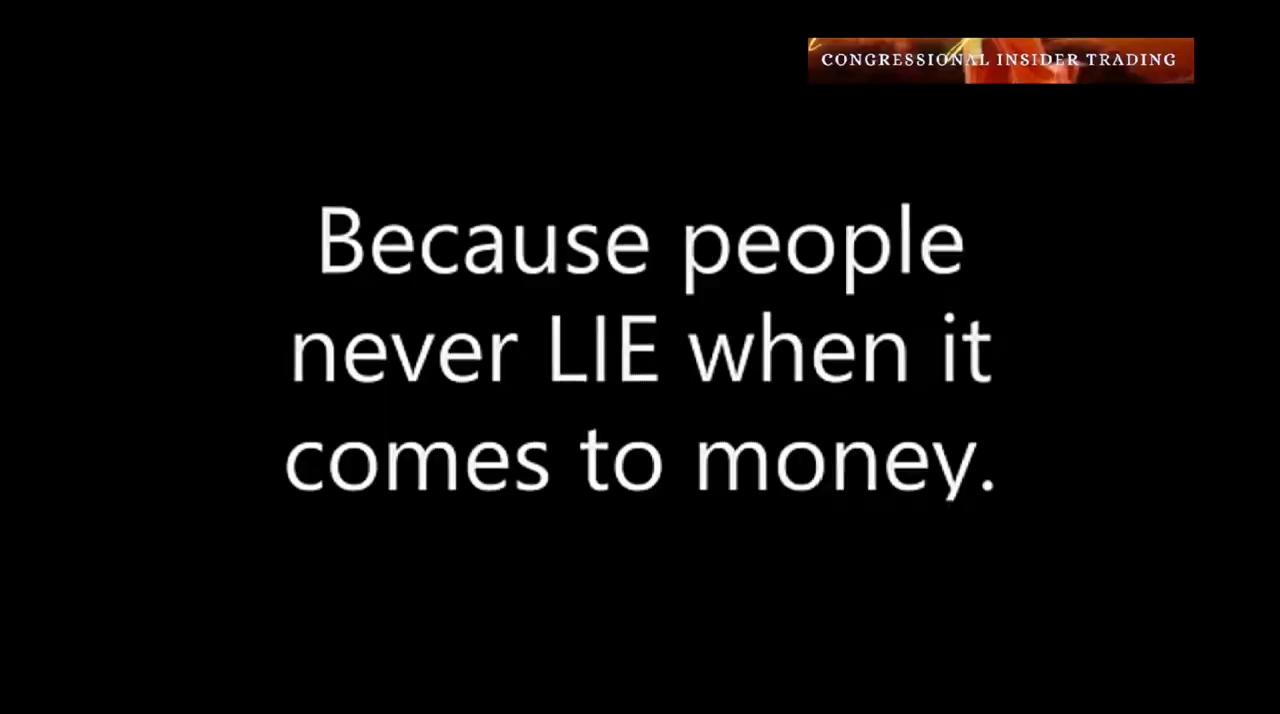 CONGRESSIONAL INSIDER TRADING
Because people
never LIE when it
comes to money.